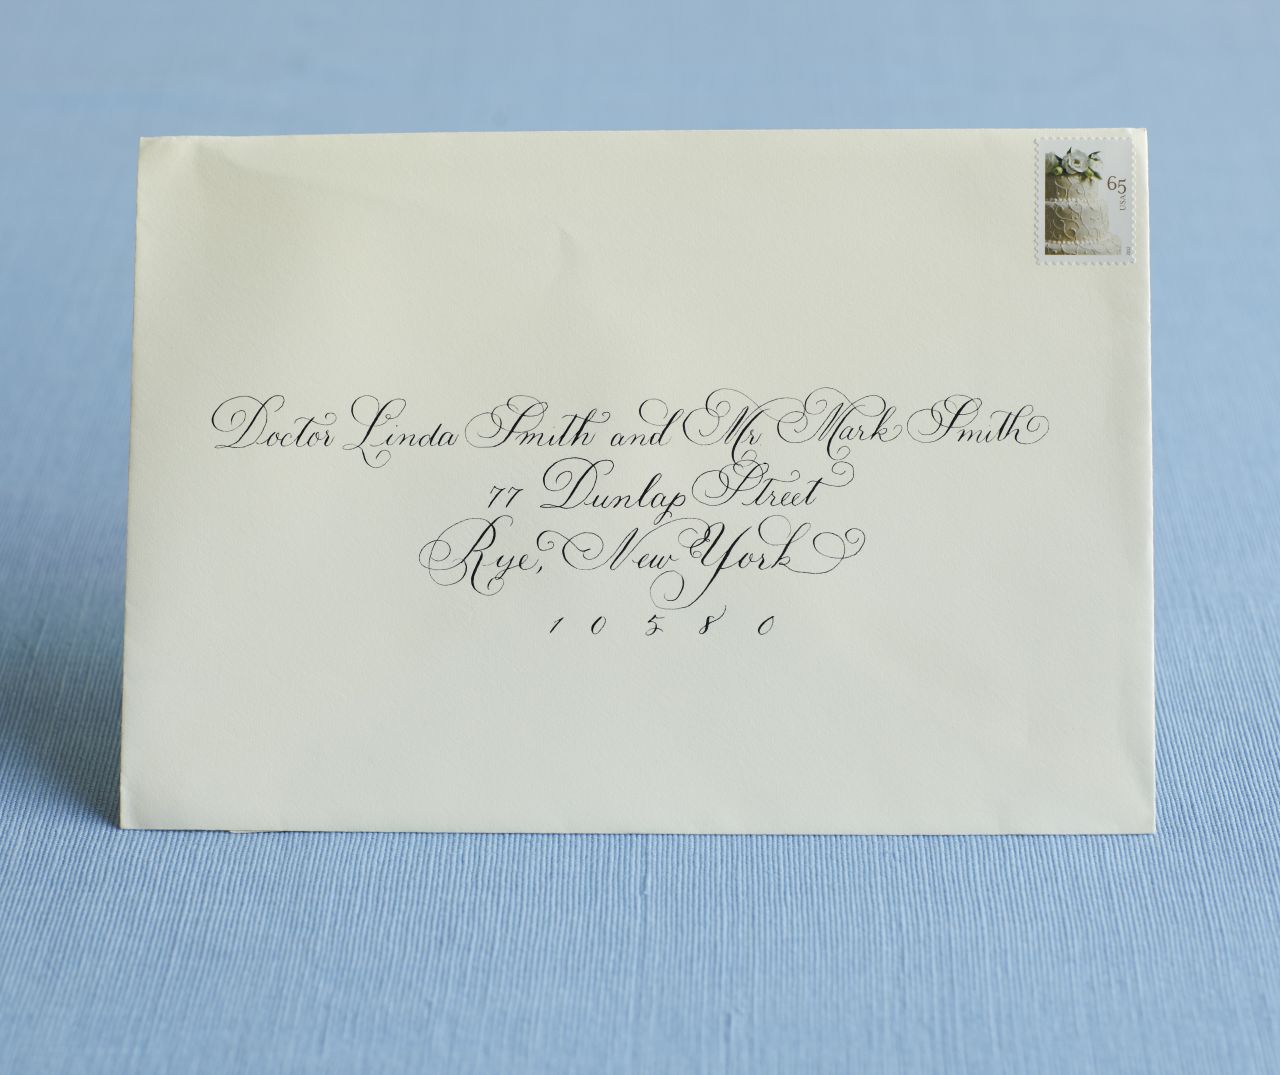 Doctor Linda Smith and Mr Mark Smith
77 Dunlap Street
Rye, New York
10580
65
USA